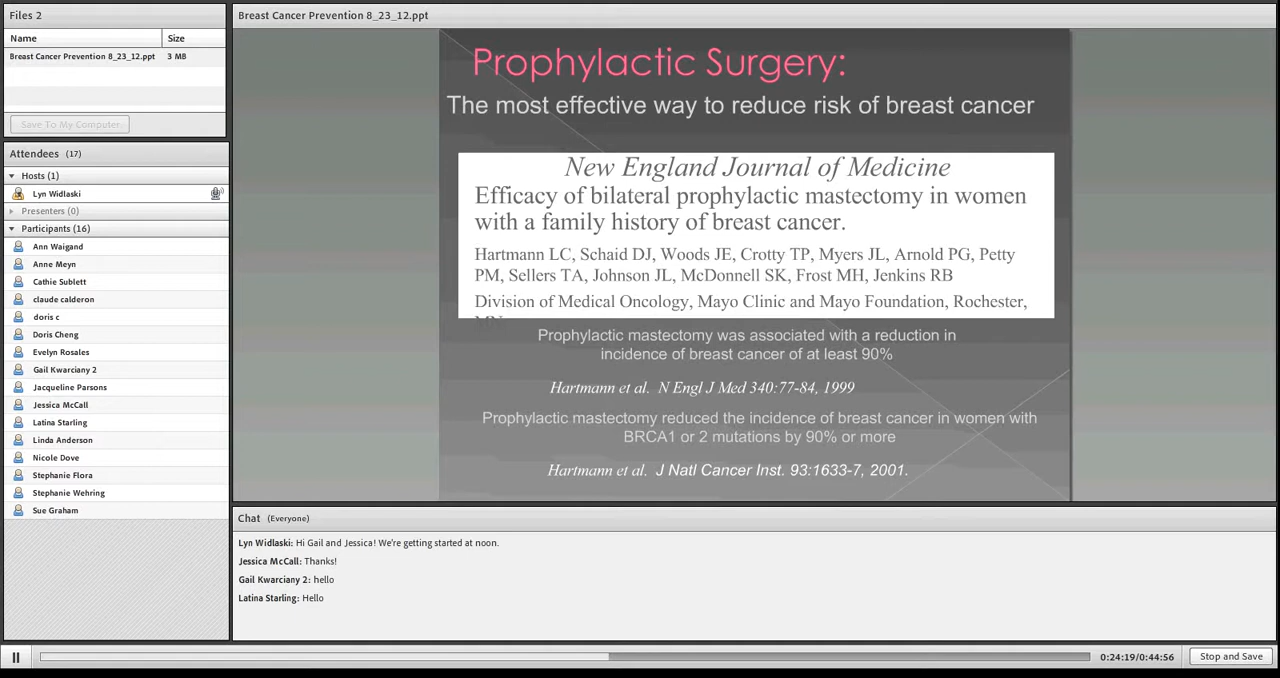 Files 2
Name Size
Breast Cancer Prevention 8_23_12.ppt 3 MB
Save To My Computer
Attendees (17)
Hosts (1)
Lyn Widlaski
Presenters (0)
Participants (16)
Ann Waigand
Anne Meyn
Cathie Sublett
claude calderon
doris c
Doris Cheng
Evelyn Rosales
Gail Kwarciany 2
Jacqueline Parsons
Jessica McCall
Latina Starling
Linda Anderson
Nicole Dove
Stephanie Flora
Stephanie Wehring
Sue Graham
Breast Cancer Prevention 8_23_12.ppt
Prophylactic Surgery:
The most effective way to reduce risk of breast cancer
New England Journal of Medicine
Efficacy of bilateral prophylactic mastectomy in women
with a family history of breast cancer.
Hartmann LC, Schaid DJ, Woods JE, Crotty TP, Myers JL, Arnold PG, Petty
PM, Sellers TA, Johnson JL, McDonnell SK, Frost MH, Jenkins RB
Division of Medical Oncology, Mayo Clinic and Mayo Foundation, Rochester,
Prophylactic mastectomy was associated with a reduction in
incidence of breast cancer of at least 90%
Hartmann et al. N Engl J Med 340:77-84, 1999
Prophylactic mastectomy reduced the incidence of breast cancer in women with
BRCA1 or 2 mutations by 90% or more
Hartmann et al. J Natl Cancer Inst. 93:1633-7, 2001.
Chat (Everyone)
Lyn Widlaski: Hi Gail and Jessica! We're getting started at noon.
Jessica McCall: Thanks!
Gail Kwarciany 2: hello
Latina Starling: Hello
0:24:19/0:44:56 Stop and Save